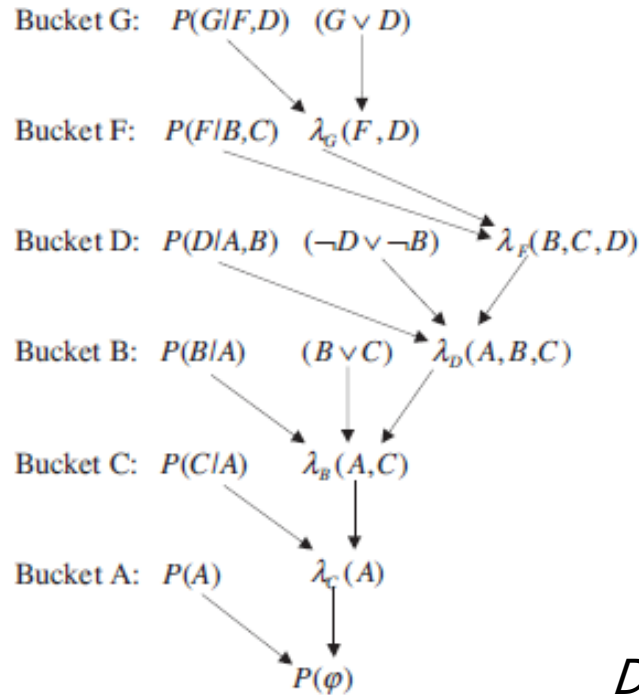 Bucket G: P(G|F,D) (G ∨ D)
Bucket F: P(F|B,C) λ_G(F,D)
Bucket D: P(D|A,B) (¬D ∨ ¬B) λ_F(B,C,D)
Bucket B: P(B|A) (B ∨ C) λ_D(A,B,C)
Bucket C: P(C|A) λ_B(A,C)
Bucket A: P(A) λ_C(A)
P(φ)
D